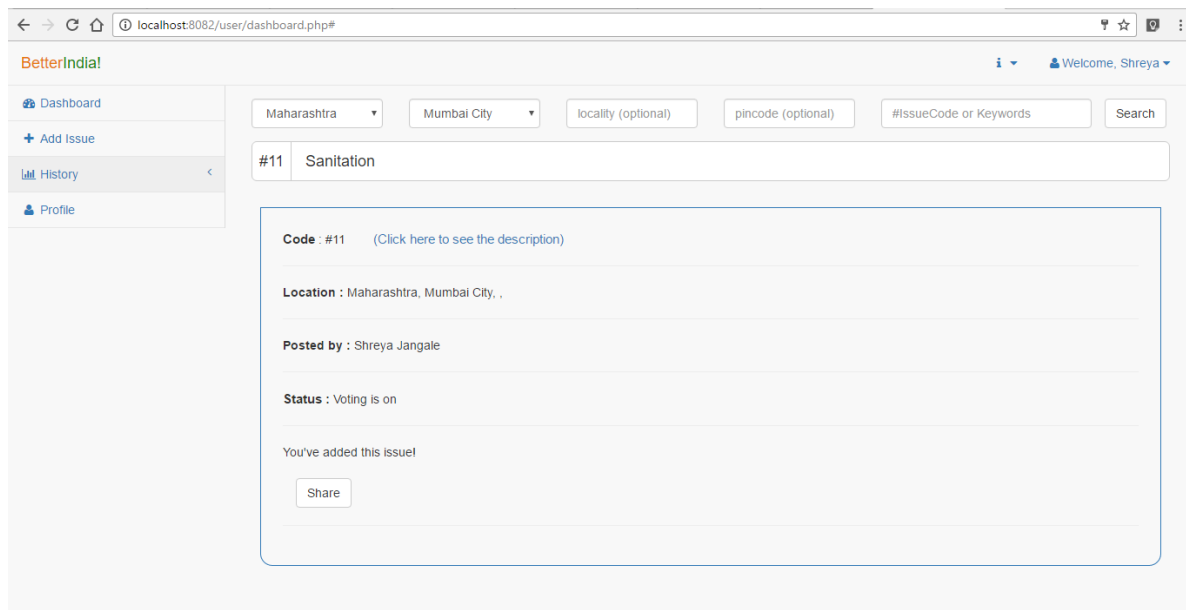 localhost:8082/user/dashboard.php#
BetterIndia!
Welcome, Shreya
Dashboard
Add Issue
History
Profile
Maharashtra Mumbai City locality (optional) pincode (optional) #IssueCode or Keywords Search
#11 Sanitation
Code : #11 (Click here to see the description)
Location : Maharashtra, Mumbai City, ,
Posted by : Shreya Jangale
Status : Voting is on
You've added this issue!
Share